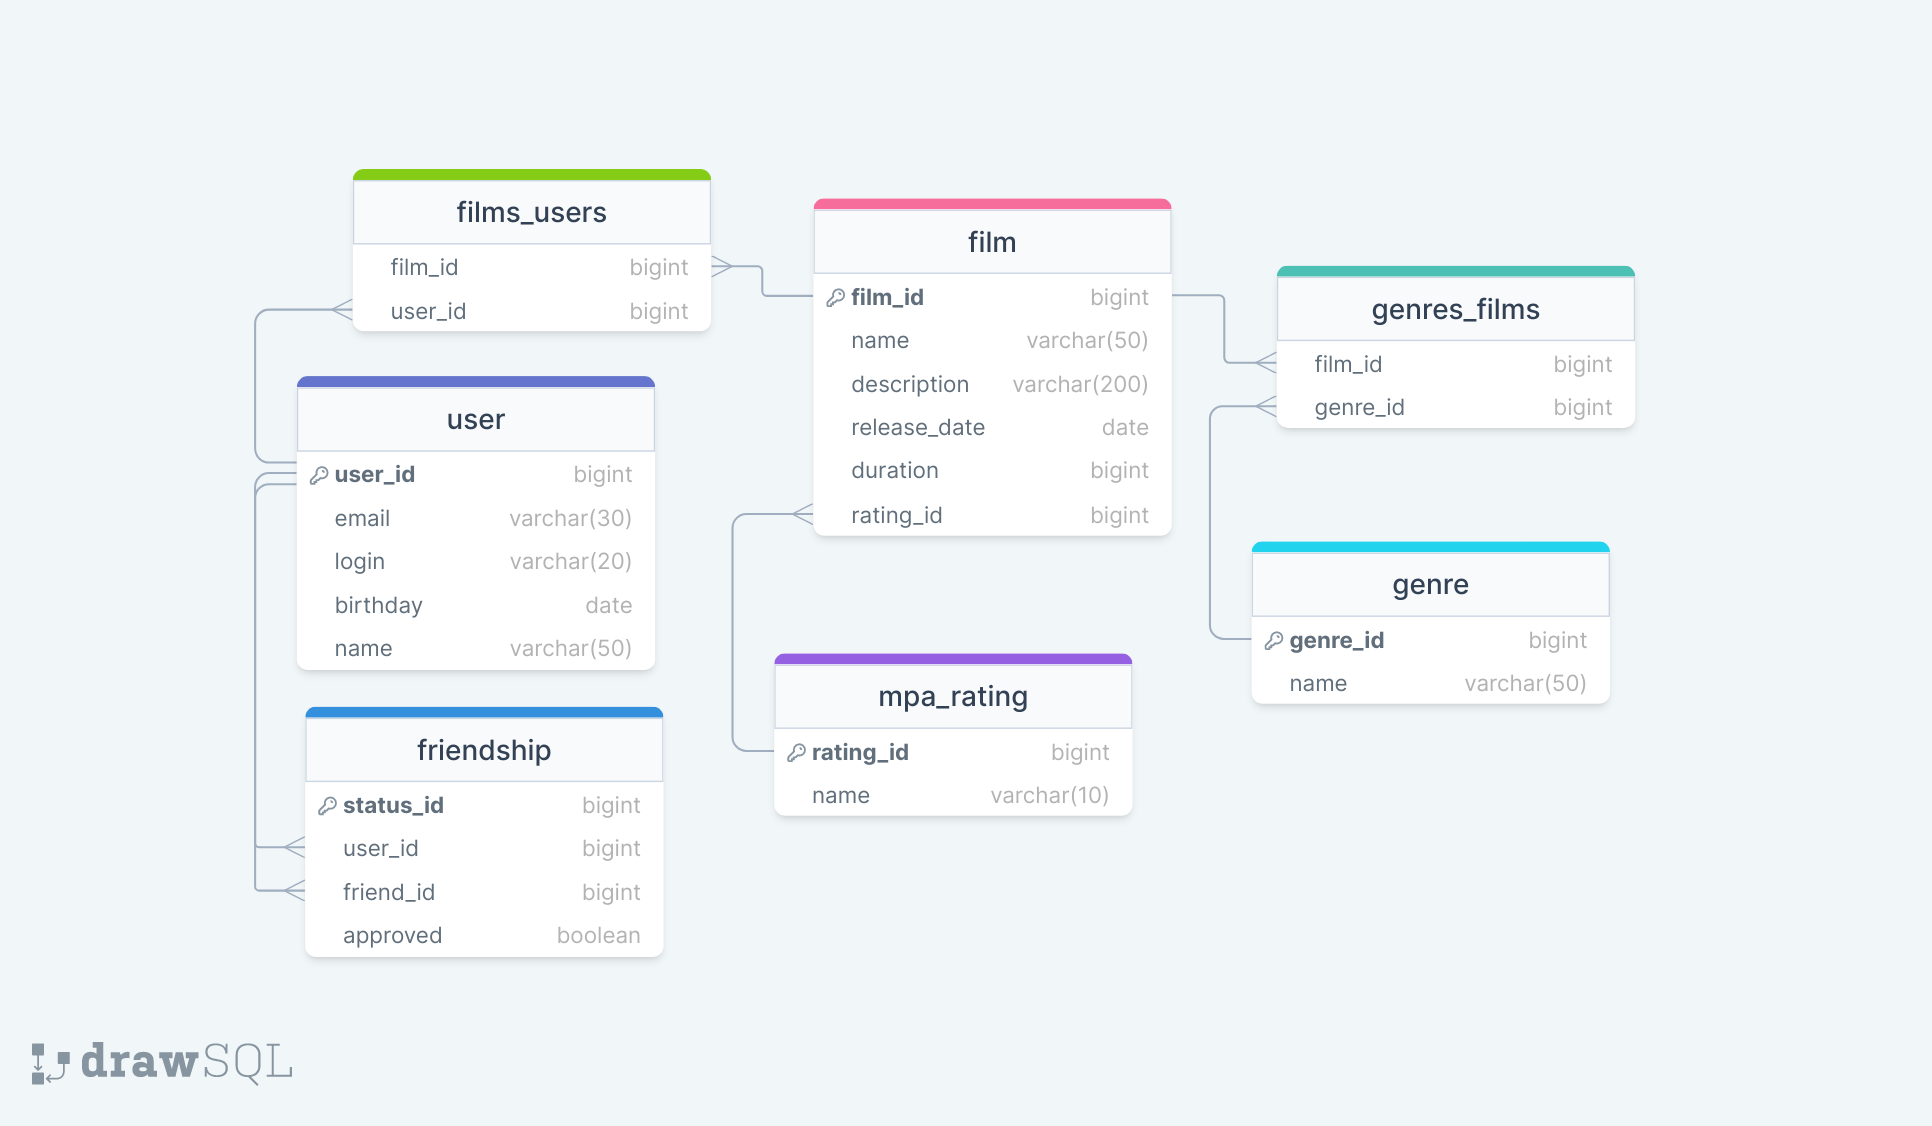 films_users
film_id bigint
user_id bigint
user
user_id bigint
email varchar(30)
login varchar(20)
birthday date
name varchar(50)
friendship
status_id bigint
user_id bigint
friend_id bigint
approved boolean
film
film_id bigint
name varchar(50)
description varchar(200)
release_date date
duration bigint
rating_id bigint
mpa_rating
rating_id bigint
name varchar(10)
genres_films
film_id bigint
genre_id bigint
genre
genre_id bigint
name varchar(50)
drawSQL